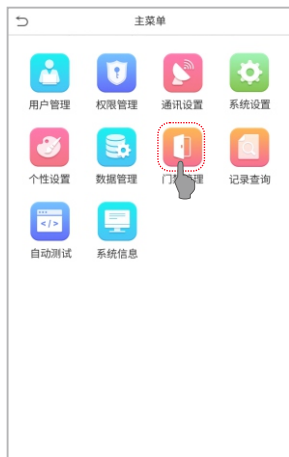 主菜单
用户管理
权限管理
通讯设置
系统设置
个性设置
数据管理
门禁管理
记录查询
</>
自动测试
系统信息